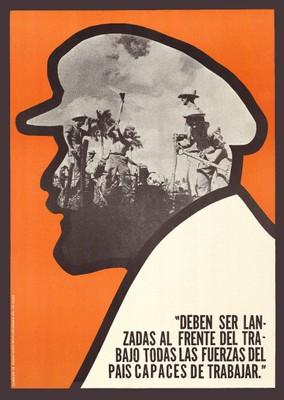 "DEBEN SER LAN-
ZADAS AL FRENTE DEL TRA-
BAJO TODAS LAS FUERZAS DEL
PAIS CAPACES DE TRABAJAR."